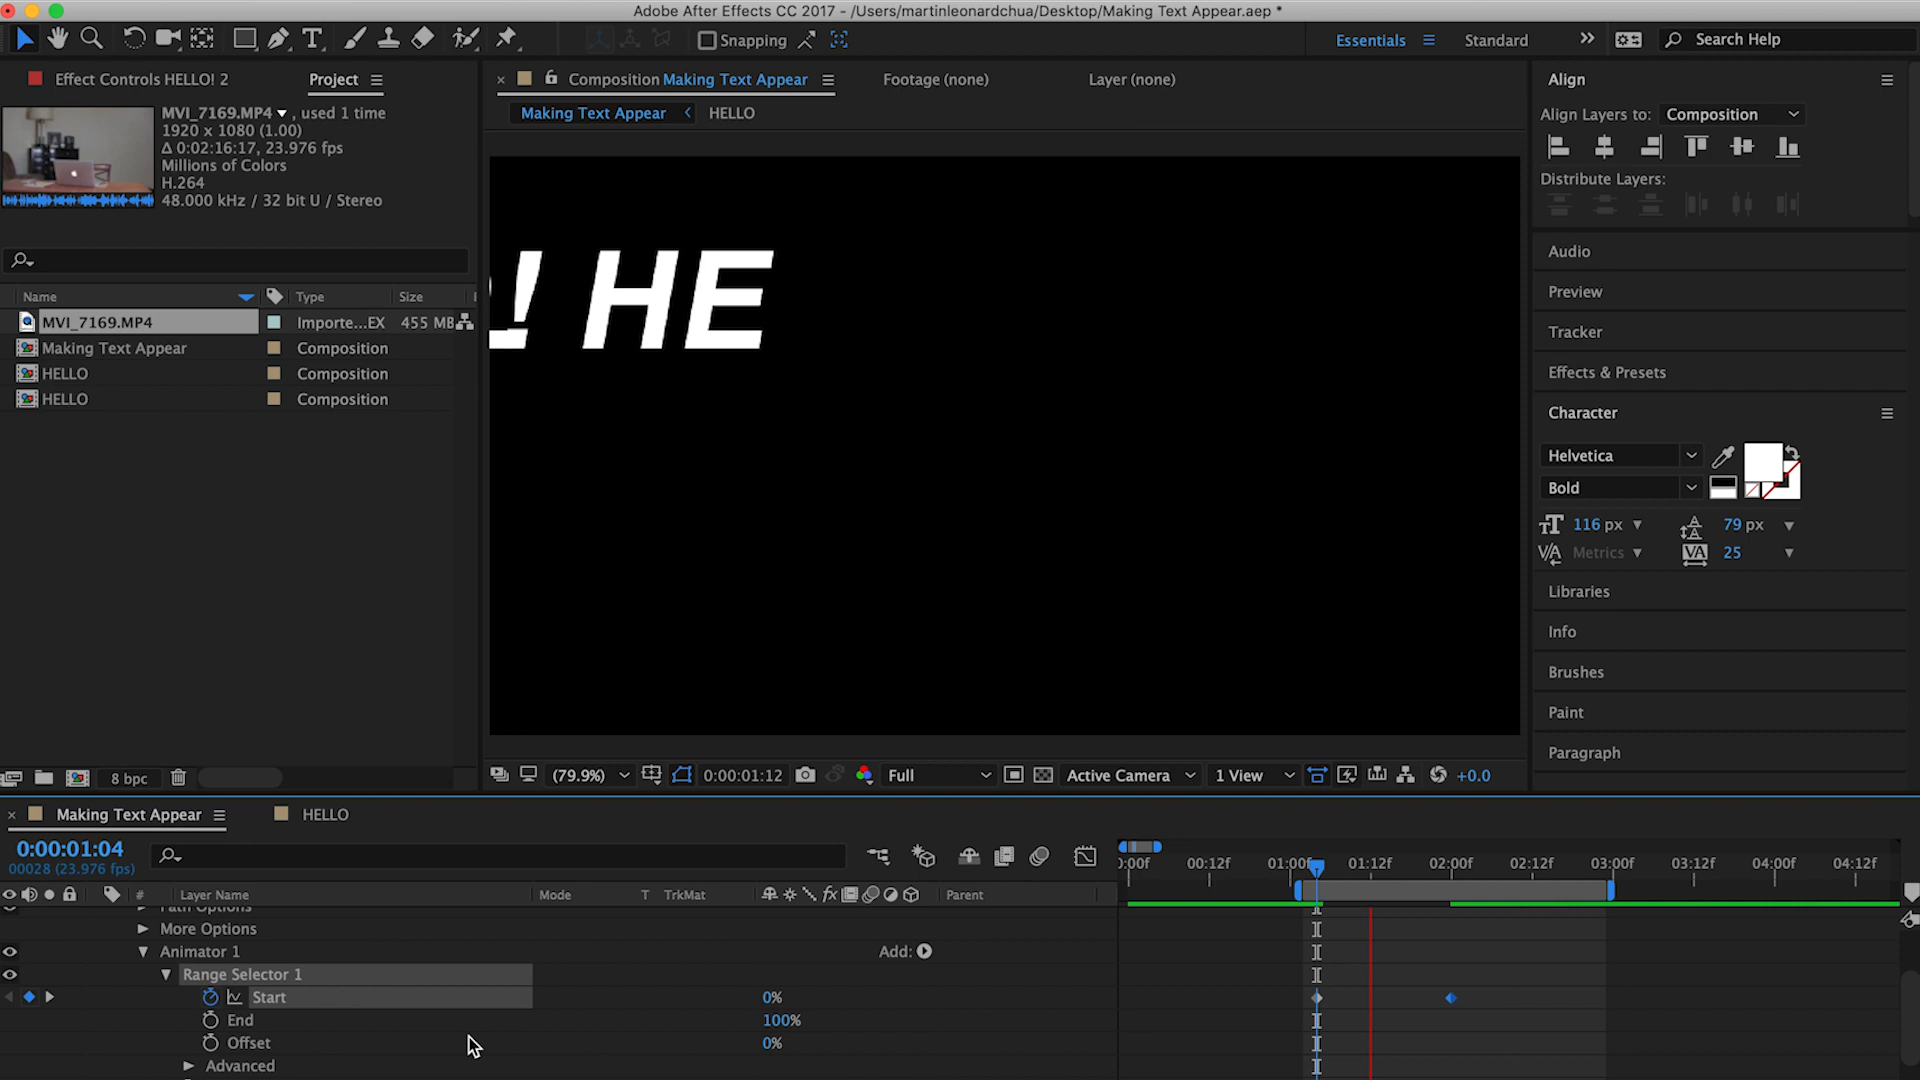 Adobe After Effects CC 2017 - /Users/martinleonardchua/Desktop/Making Text Appear.aep *
Snapping
Essentials
Standard
Search Help
Effect Controls HELLO! 2
Project
Composition Making Text Appear
Footage (none)
Layer (none)
Align
MVI_7169.MP4 , used 1 time
1920 x 1080 (1.00)
Δ 0:02:16:17, 23.976 fps
Millions of Colors
H.264
48.000 kHz / 32 bit U / Stereo
Making Text Appear
HELLO
Align Layers to: Composition
Distribute Layers:
! HE
Name
Type
Size
MVI_7169.MP4
Importe...EX
455 MB
Making Text Appear
Composition
HELLO
Composition
HELLO
Composition
Audio
Preview
Tracker
Effects & Presets
Character
Helvetica
Bold
116 px
79 px
Metrics
25
Libraries
Info
Brushes
Paint
Paragraph
8 bpc
(79.9%)
0:00:01:12
Full
Active Camera
1 View
+0.0
Making Text Appear
HELLO
0:00:01:04
00028 (23.976 fps)
:00f
00:12f
01:00f
01:12f
02:00f
02:12f
03:00f
03:12f
04:00f
04:12f
#
Layer Name
Mode
T
TrkMat
Parent
Path Options
More Options
Animator 1
Add:
Range Selector 1
Start
0%
End
100%
Offset
0%
Advanced